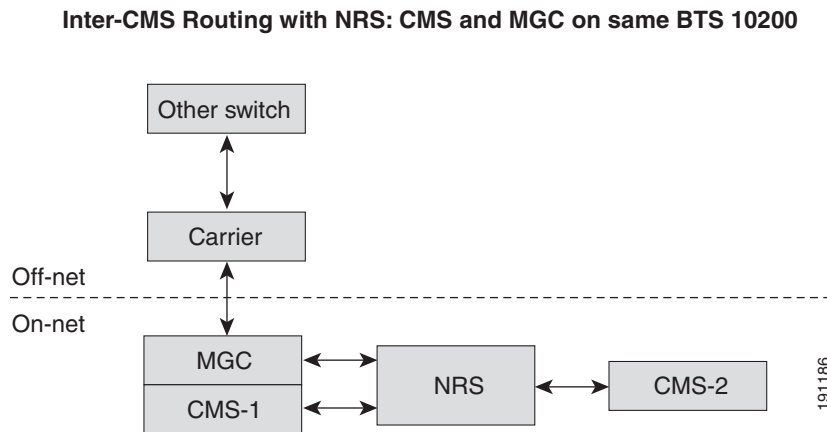 Inter-CMS Routing with NRS: CMS and MGC on same BTS 10200
Other switch
Carrier
Off-net
On-net
MGC
CMS-1
NRS
CMS-2
191186